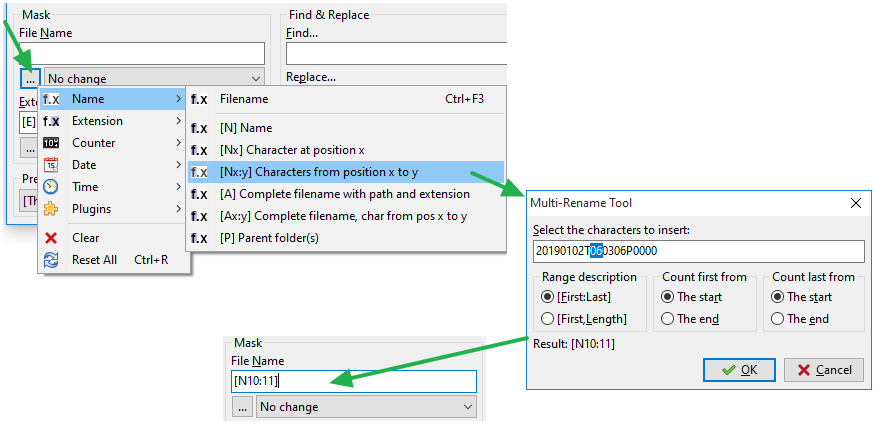 Mask
File Name
... No change
Exte
[E]
...
Pre
[Th
Find & Replace
Find...
Replace...
Name
Extension
Counter
Date
Time
Plugins
Clear
Reset All Ctrl+R
Filename Ctrl+F3
[N] Name
[Nx] Character at position x
[Nx:y] Characters from position x to y
[A] Complete filename with path and extension
[Ax:y] Complete filename, char from pos x to y
[P] Parent folder(s)
Multi-Rename Tool
Select the characters to insert:
20190102T060306P0000
Range description
[First:Last]
[First,Length]
Count first from
The start
The end
Count last from
The start
The end
Result: [N10:11]
OK Cancel
Mask
File Name
[N10:11]
... No change